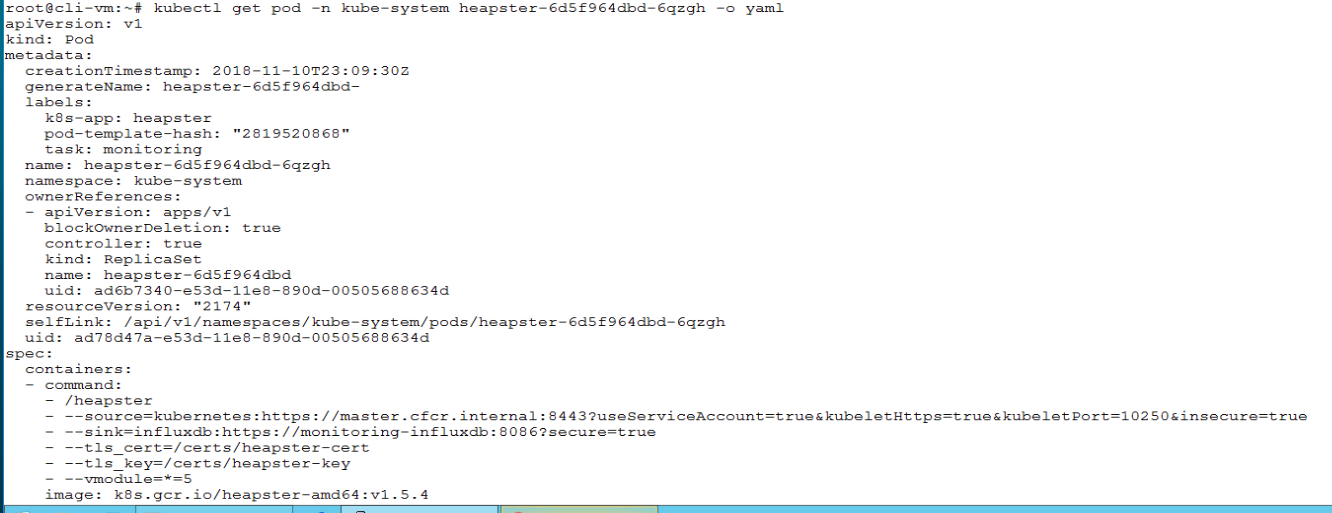 root@cli-vm:~# kubectl get pod -n kube-system heapster-6d5f964dbd-6qzgh -o yaml
apiVersion: v1
kind: Pod
metadata:
  creationTimestamp: 2018-11-10T23:09:30Z
  generateName: heapster-6d5f964dbd-
  labels:
    k8s-app: heapster
    pod-template-hash: "2819520868"
    task: monitoring
  name: heapster-6d5f964dbd-6qzgh
  namespace: kube-system
  ownerReferences:
  - apiVersion: apps/v1
    blockOwnerDeletion: true
    controller: true
    kind: ReplicaSet
    name: heapster-6d5f964dbd
    uid: ad6b7340-e53d-11e8-890d-00505688634d
  resourceVersion: "2174"
  selfLink: /api/v1/namespaces/kube-system/pods/heapster-6d5f964dbd-6qzgh
  uid: ad78d47a-e53d-11e8-890d-00505688634d
spec:
  containers:
  - command:
    - /heapster
    - --source=kubernetes:https://master.cfcr.internal:8443?useServiceAccount=true&kubeletHttps=true&kubeletPort=10250&insecure=true
    - --sink=influxdb:https://monitoring-influxdb:8086?secure=true
    - --tls_cert=/certs/heapster-cert
    - --tls_key=/certs/heapster-key
    - --vmodule=*=5
    image: k8s.gcr.io/heapster-amd64:v1.5.4